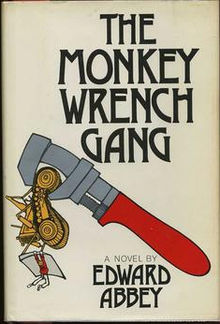 THE
MONKEY
WRENCH
GANG
A NOVEL BY
EDWARD
ABBEY